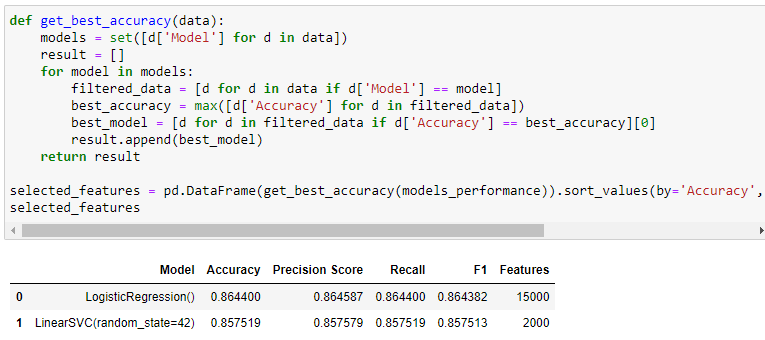 def get_best_accuracy(data):
    models = set([d['Model'] for d in data])
    result = []
    for model in models:
        filtered_data = [d for d in data if d['Model'] == model]
        best_accuracy = max([d['Accuracy'] for d in filtered_data])
        best_model = [d for d in filtered_data if d['Accuracy'] == best_accuracy][0]
        result.append(best_model)
    return result

selected_features = pd.DataFrame(get_best_accuracy(models_performance)).sort_values(by='Accuracy',
selected_features
Model Accuracy Precision Score Recall F1 Features
0 LogisticRegression() 0.864400 0.864587 0.864400 0.864382 15000
1 LinearSVC(random_state=42) 0.857519 0.857579 0.857519 0.857513 2000